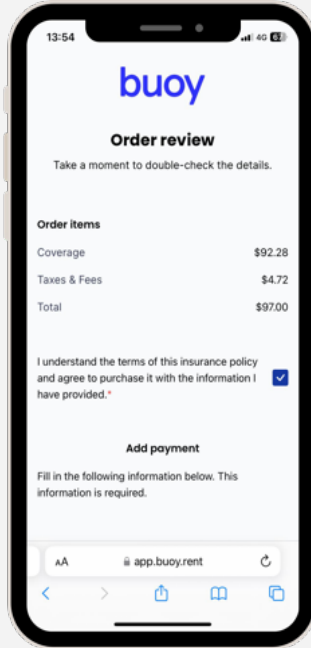 13:54
4G
buoy
Order review
Take a moment to double-check the details.
Order items
Coverage $92.28
Taxes & Fees $4.72
Total $97.00
I understand the terms of this insurance policy
and agree to purchase it with the information I
have provided.*
Add payment
Fill in the following information below. This
information is required.
AA app.buoy.rent